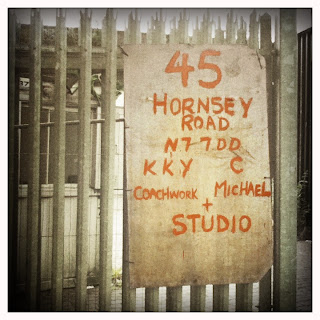 45
HORNSEY
ROAD
N7 7DD
KKY C
COACHWORK MICHAEL
+
STUDIO